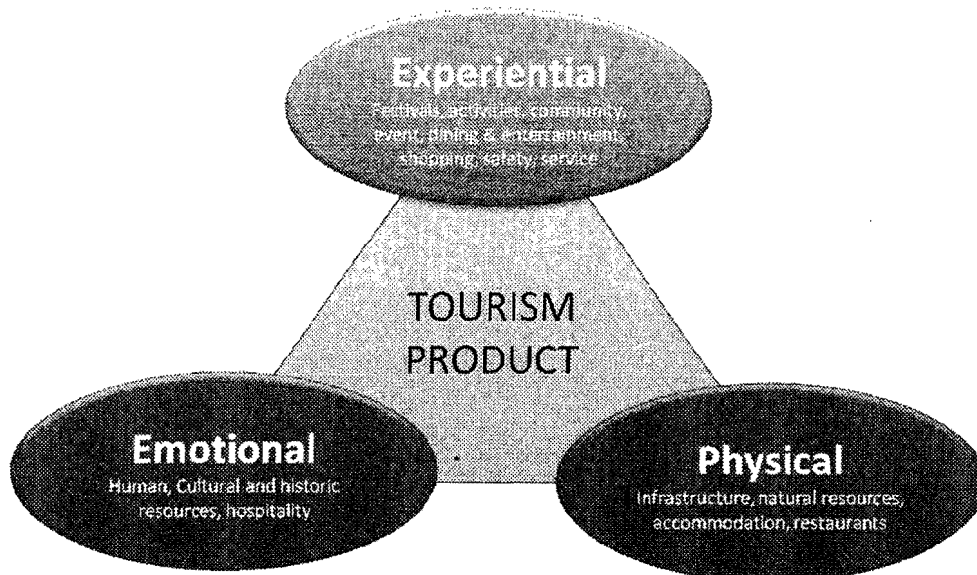 Experiential
Festivals, activities, community,
event, dining & entertainment,
shopping, safety, service
TOURISM
PRODUCT
Emotional
Human, Cultural and historic
resources, hospitality
Physical
Infrastructure, natural resources,
accommodation, restaurants